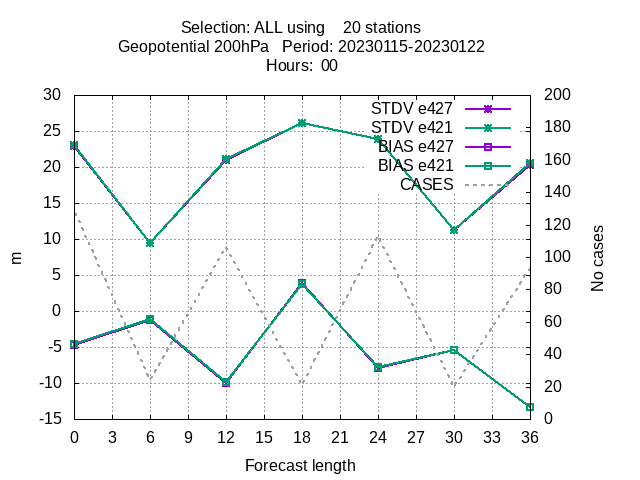 Selection: ALL using    20 stations
Geopotential 200hPa   Period: 20230115-20230122
Hours:  00
30
25
20
15
10
5
0
-5
-10
-15
m
STDV e427
STDV e421
BIAS e427
BIAS e421
CASES
200
180
160
140
120
100
80
60
40
20
0
No cases
0 3 6 9 12 15 18 21 24 27 30 33 36
Forecast length